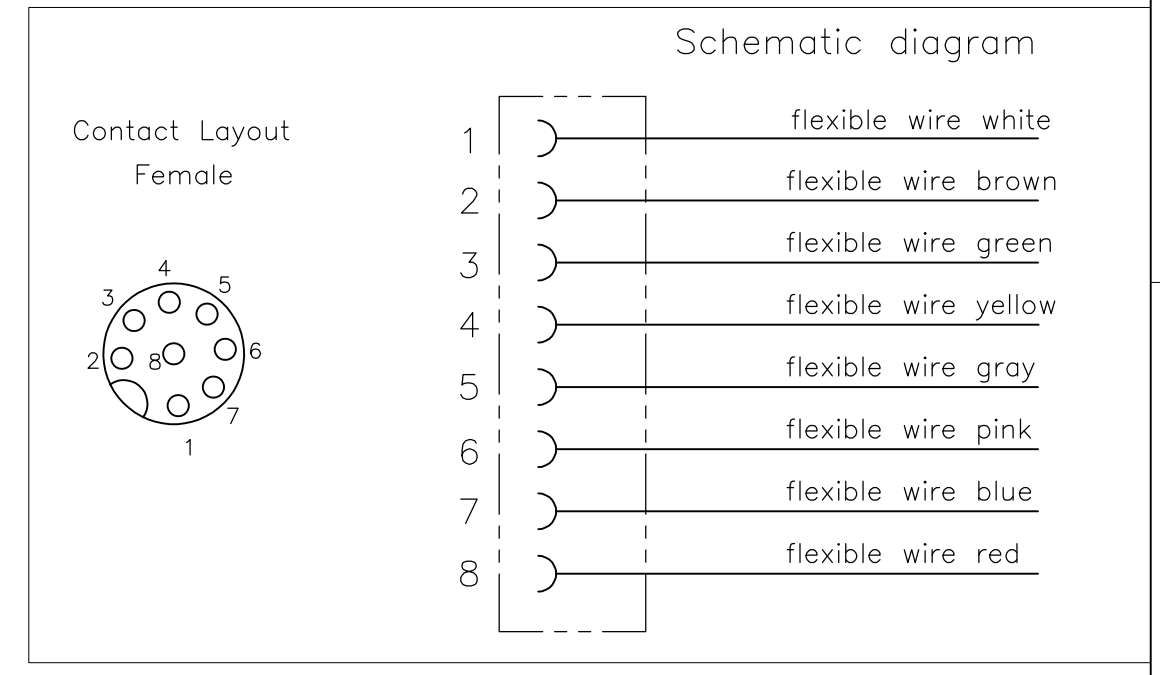 Schematic diagram
Contact Layout
Female
4
3
5
2
8
6
7
1
1 flexible wire white
2 flexible wire brown
3 flexible wire green
4 flexible wire yellow
5 flexible wire gray
6 flexible wire pink
7 flexible wire blue
8 flexible wire red